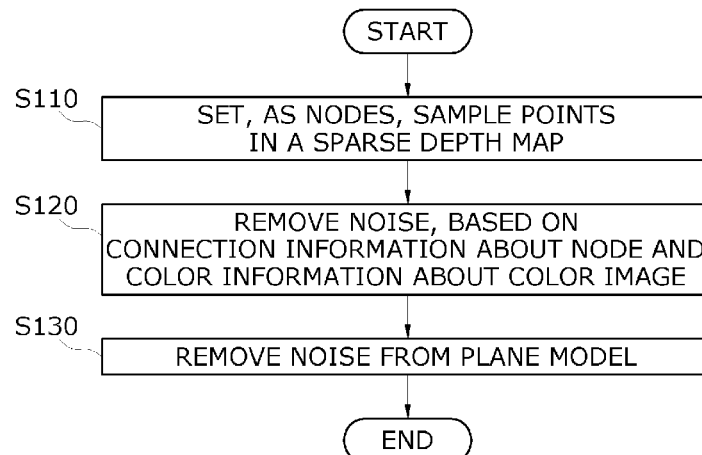 START
S110
SET, AS NODES, SAMPLE POINTS
IN A SPARSE DEPTH MAP
S120
REMOVE NOISE, BASED ON
CONNECTION INFORMATION ABOUT NODE AND
COLOR INFORMATION ABOUT COLOR IMAGE
S130
REMOVE NOISE FROM PLANE MODEL
END